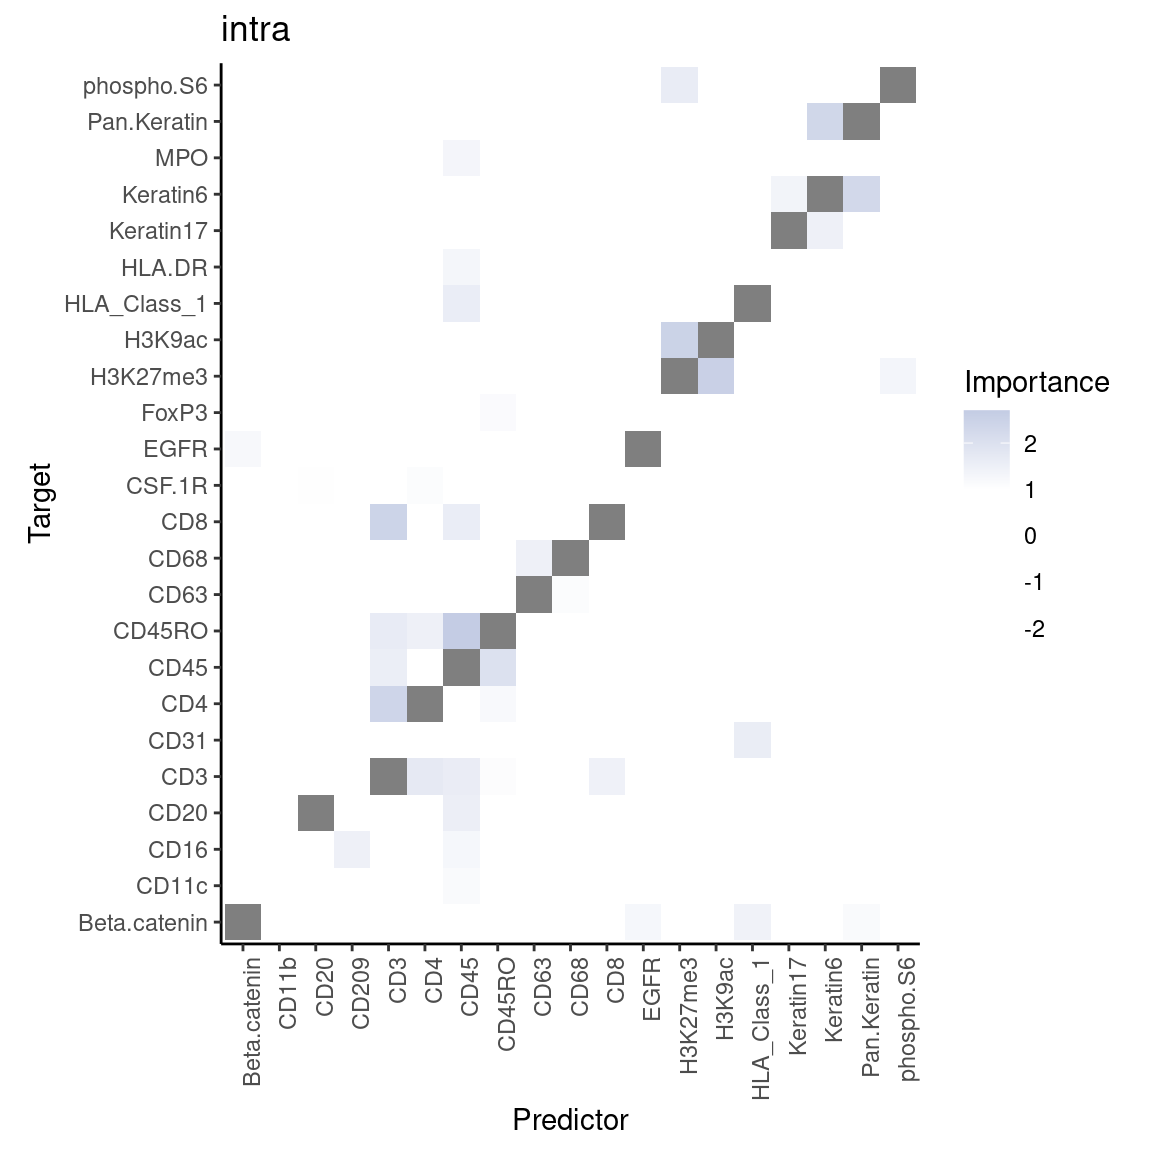 intra
phospho.S6
Pan.Keratin
MPO
Keratin6
Keratin17
HLA.DR
HLA_Class_1
H3K9ac
H3K27me3
FoxP3
EGFR
CSF.1R
CD8
CD68
CD63
CD45RO
CD45
CD4
CD31
CD3
CD20
CD16
CD11c
Beta.catenin
Target
Beta.catenin
CD11b
CD20
CD209
CD3
CD4
CD45
CD45RO
CD63
CD68
CD8
EGFR
H3K27me3
H3K9ac
HLA_Class_1
Keratin17
Keratin6
Pan.Keratin
phospho.S6
Predictor
Importance
2
1
0
-1
-2